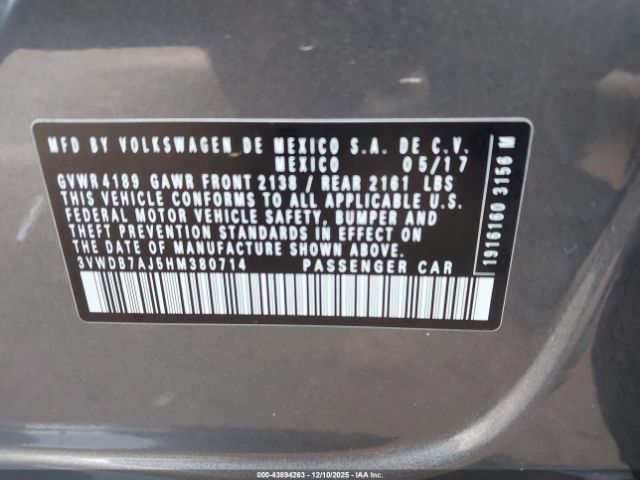 MFD BY VOLKSWAGEN DE MEXICO S.A. DE C.V.
MEXICO 05/17
GVWR 4189 GAWR FRONT 2138 / REAR 2161 LBS
THIS VEHICLE CONFORMS TO ALL APPLICABLE U.S.
FEDERAL MOTOR VEHICLE SAFETY, BUMPER AND
THEFT PREVENTION STANDARDS IN EFFECT ON
THE DATE OF MANUFACTURE SHOWN ABOVE.
3VWDB7AJ5HM380714 PASSENGER CAR
1916160 3156 M
000-43894263 - 12/10/2025 - © COPYRIGHT 2025 IAA, Inc.